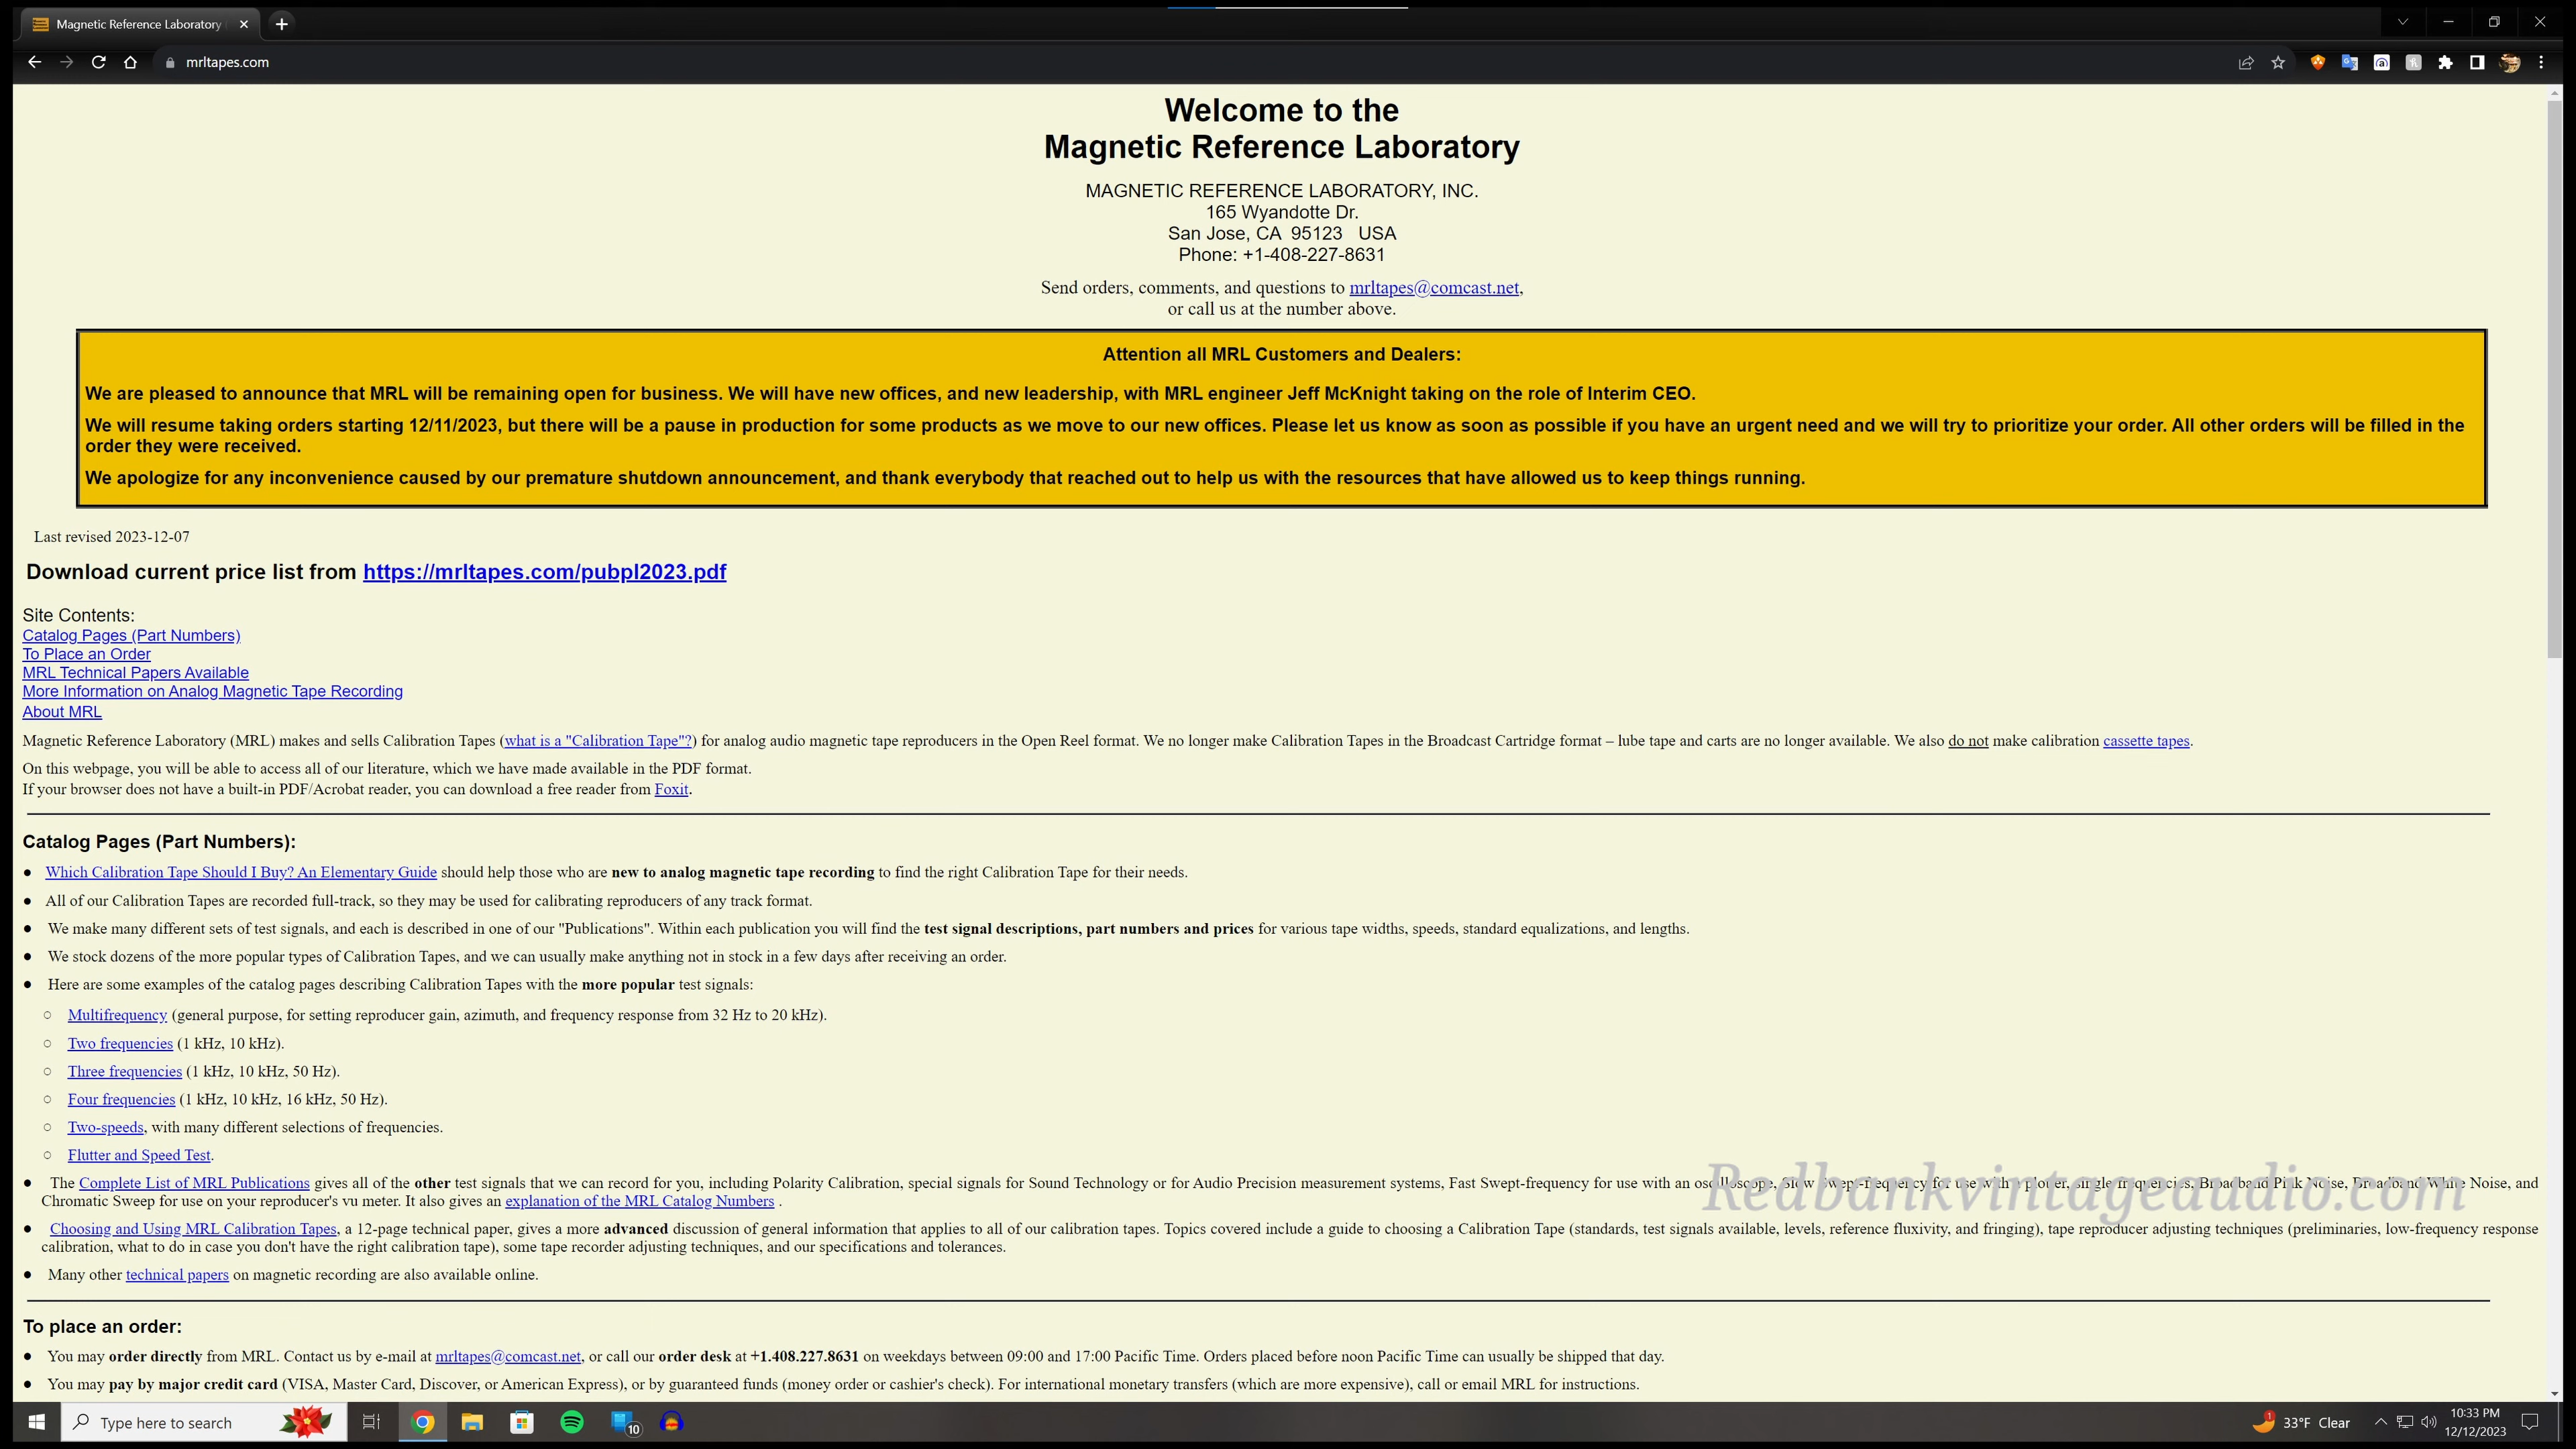 Magnetic Reference Laboratory
mrltapes.com
Welcome to the
Magnetic Reference Laboratory
MAGNETIC REFERENCE LABORATORY, INC.
165 Wyandotte Dr.
San Jose, CA 95123 USA
Phone: +1-408-227-8631
Send orders, comments, and questions to mrltapes@comcast.net,
or call us at the number above.
Attention all MRL Customers and Dealers:
We are pleased to announce that MRL will be remaining open for business. We will have new offices, and new leadership, with MRL engineer Jeff McKnight taking on the role of Interim CEO.
We will resume taking orders starting 12/11/2023, but there will be a pause in production for some products as we move to our new offices. Please let us know as soon as possible if you have an urgent need and we will try to prioritize your order. All other orders will be filled in the
order they were received.
We apologize for any inconvenience caused by our premature shutdown announcement, and thank everybody that reached out to help us with the resources that have allowed us to keep things running.
Last revised 2023-12-07
Download current price list from https://mrltapes.com/pubpl2023.pdf
Site Contents:
Catalog Pages (Part Numbers)
To Place an Order
MRL Technical Papers Available
More Information on Analog Magnetic Tape Recording
About MRL
Magnetic Reference Laboratory (MRL) makes and sells Calibration Tapes (what is a "Calibration Tape"?) for analog audio magnetic tape reproducers in the Open Reel format. We no longer make Calibration Tapes in the Broadcast Cartridge format – lube tape and carts are no longer available. We also do not make calibration cassette tapes.
On this webpage, you will be able to access all of our literature, which we have made available in the PDF format.
If your browser does not have a built-in PDF/Acrobat reader, you can download a free reader from Foxit.
Catalog Pages (Part Numbers):
● Which Calibration Tape Should I Buy? An Elementary Guide should help those who are new to analog magnetic tape recording to find the right Calibration Tape for their needs.
● All of our Calibration Tapes are recorded full-track, so they may be used for calibrating reproducers of any track format.
● We make many different sets of test signals, and each is described in one of our "Publications". Within each publication you will find the test signal descriptions, part numbers and prices for various tape widths, speeds, standard equalizations, and lengths.
● We stock dozens of the more popular types of Calibration Tapes, and we can usually make anything not in stock in a few days after receiving an order.
● Here are some examples of the catalog pages describing Calibration Tapes with the more popular test signals:
○ Multifrequency (general purpose, for setting reproducer gain, azimuth, and frequency response from 32 Hz to 20 kHz).
○ Two frequencies (1 kHz, 10 kHz).
○ Three frequencies (1 kHz, 10 kHz, 50 Hz).
○ Four frequencies (1 kHz, 10 kHz, 16 kHz, 50 Hz).
○ Two-speeds, with many different selections of frequencies.
○ Flutter and Speed Test.
● The Complete List of MRL Publications gives all of the other test signals that we can record for you, including Polarity Calibration, special signals for Sound Technology or for Audio Precision measurement systems, Fast Swept-frequency for use with an oscilloscope, Slow Swept-frequency for use with a plotter, single frequencies, Broadband Pink Noise, Broadband White Noise, and
Chromatic Sweep for use on your reproducer's vu meter. It also gives an explanation of the MRL Catalog Numbers .
Redbankvintageaudio.com
● Choosing and Using MRL Calibration Tapes, a 12-page technical paper, gives a more advanced discussion of general information that applies to all of our calibration tapes. Topics covered include a guide to choosing a Calibration Tape (standards, test signals available, levels, reference fluxivity, and fringing), tape reproducer adjusting techniques (preliminaries, low-frequency response
calibration, what to do in case you don't have the right calibration tape), some tape recorder adjusting techniques, and our specifications and tolerances.
● Many other technical papers on magnetic recording are also available online.
To place an order:
● You may order directly from MRL. Contact us by e-mail at mrltapes@comcast.net, or call our order desk at +1.408.227.8631 on weekdays between 09:00 and 17:00 Pacific Time. Orders placed before noon Pacific Time can usually be shipped that day.
● You may pay by major credit card (VISA, Master Card, Discover, or American Express), or by guaranteed funds (money order or cashier's check). For international monetary transfers (which are more expensive), call or email MRL for instructions.
Type here to search
10
1
33°F Clear
10:33 PM
12/12/2023